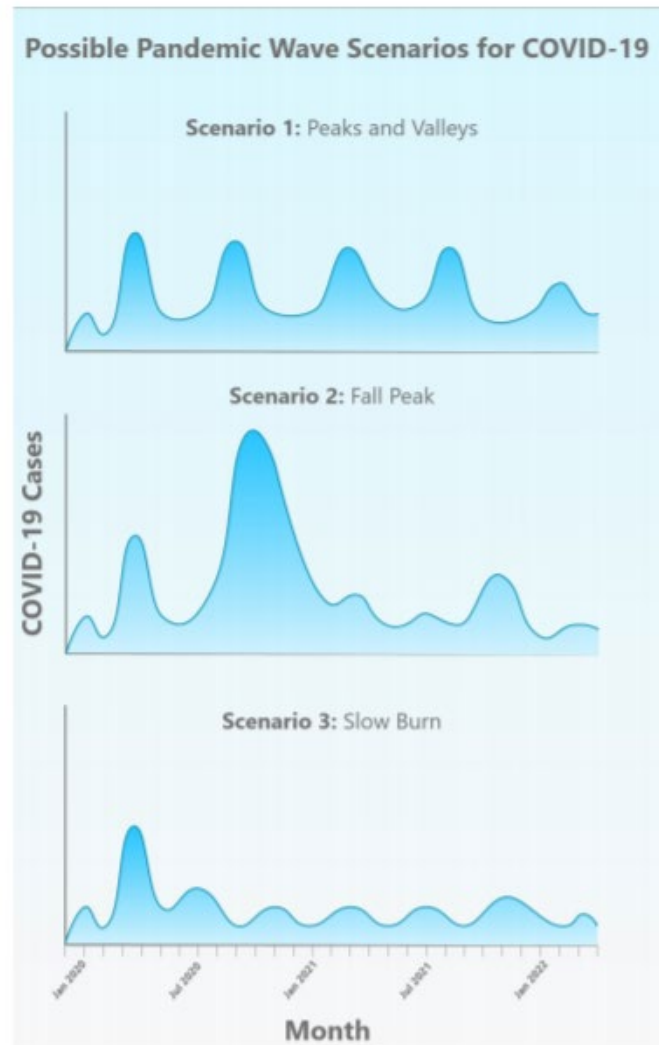 Possible Pandemic Wave Scenarios for COVID-19
Scenario 1: Peaks and Valleys
Scenario 2: Fall Peak
COVID-19 Cases
Scenario 3: Slow Burn
Jan 2020
Jul 2020
Jan 2021
Jul 2021
Jan 2022
Month